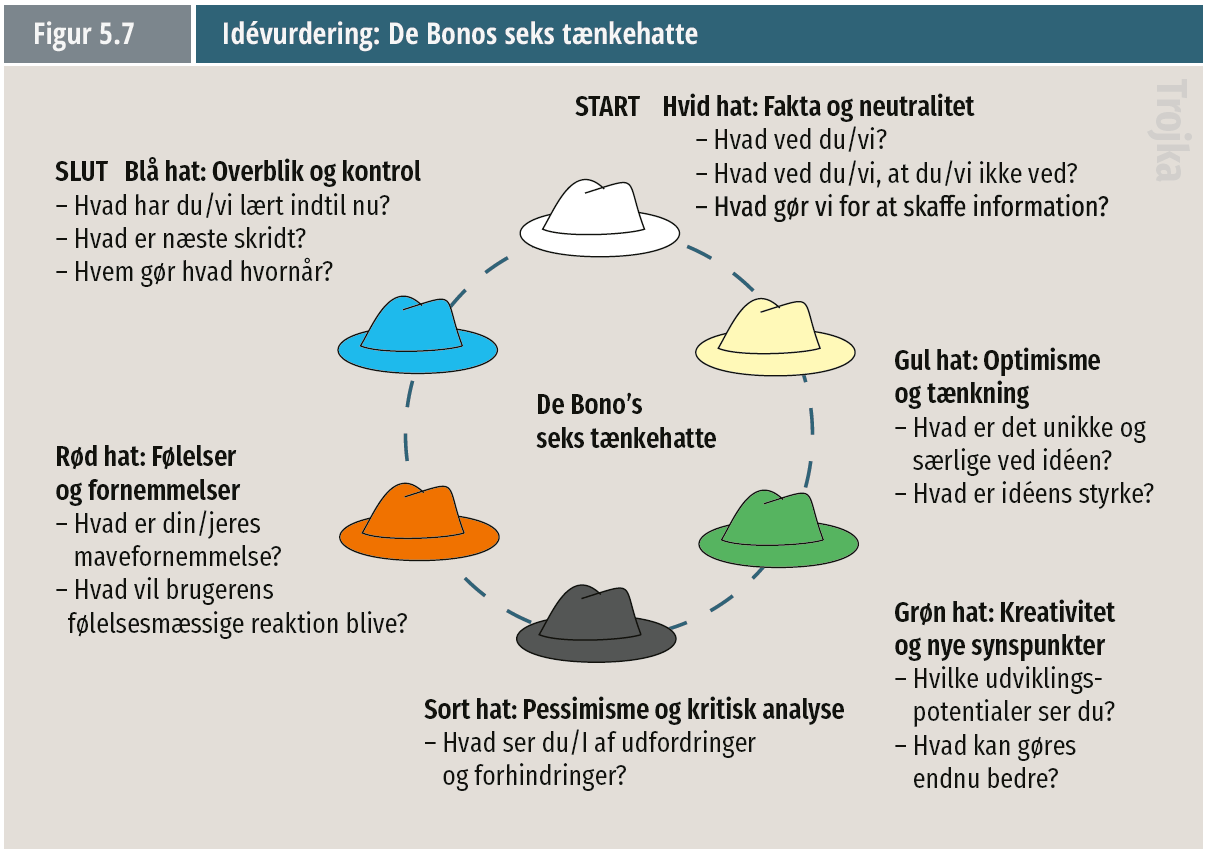 Figur 5.7
Idévurdering: De Bonos seks tænkehatte
Trojka
START Hvid hat: Fakta og neutralitet
– Hvad ved du/vi?
– Hvad ved du/vi, at du/vi ikke ved?
– Hvad gør vi for at skaffe information?
Gul hat: Optimisme
og tænkning
– Hvad er det unikke og
særlige ved idéen?
– Hvad er idéens styrke?
Grøn hat: Kreativitet
og nye synspunkter
– Hvilke udviklings-
potentialer ser du?
– Hvad kan gøres
endnu bedre?
Sort hat: Pessimisme og kritisk analyse
– Hvad ser du/I af udfordringer
og forhindringer?
Rød hat: Følelser
og fornemmelser
– Hvad er din/jeres
mavefornemmelse?
– Hvad vil brugerens
følelsesmæssige reaktion blive?
SLUT Blå hat: Overblik og kontrol
– Hvad har du/vi lært indtil nu?
– Hvad er næste skridt?
– Hvem gør hvad hvornår?
De Bono’s
seks tænkehatte